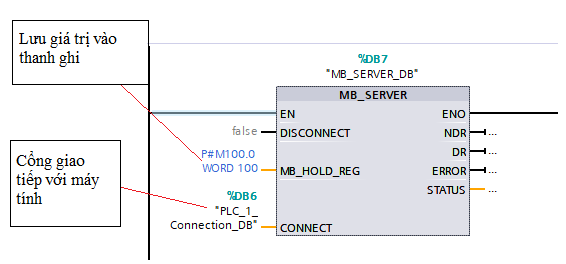 Lưu giá trị vào
thanh ghi
%DB7
"MB_SERVER_DB"
MB_SERVER
EN
ENO
false
DISCONNECT
NDR
...
DR
...
P#M100.0
WORD 100
MB_HOLD_REG
ERROR
...
STATUS
...
Cổng giao
tiếp với máy
tính
%DB6
"PLC_1_
Connection_DB"
CONNECT